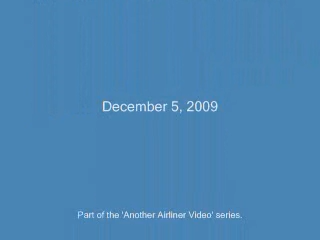 December 5, 2009
Part of the 'Another Airliner Video' series.